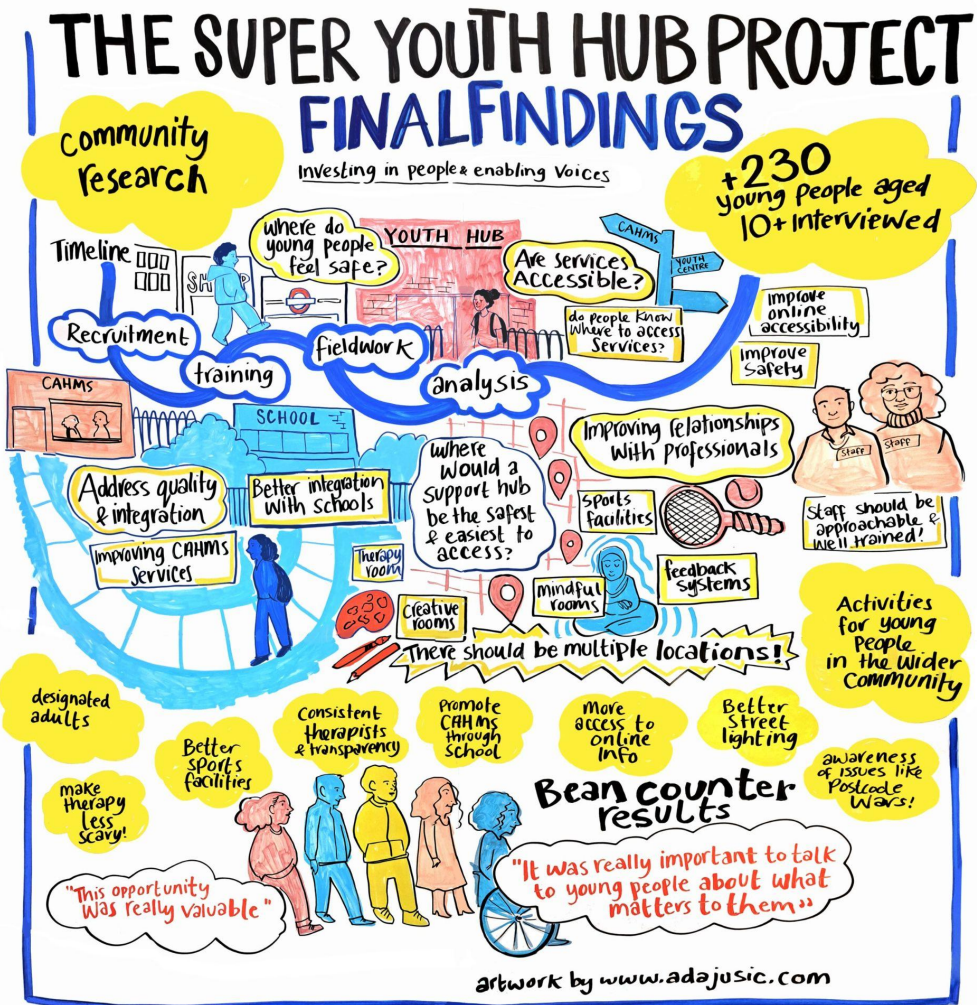 THE SUPER YOUTH HUB PROJECT
FINAL FINDINGS
Investing in people & enabling Voices
Community
research
+230
young People aged
10+ Interviewed
Timeline
SHOP
where do
young people
feel safe?
YOUTH HUB
Are services
Accessible?
CAHMS
YOUTH
CENTRE
do people know
where to access
Services?
Improve
online
accessibility
Improve
Safety
Recruitment
training
fieldwork
analysis
CAHMS
SCHOOL
Address quality
& integration
Better integration
with schools
Improving CAHMS
Services
where
would a
support hub
be the safest
& easiest to
access?
Improving relationships
with professionals
Staff
Staff
Staff should be
approachable &
well trained!
Sports
facilities
Therapy
room
Creative
rooms
mindful
rooms
feedback
systems
There should be multiple locations!
Activities
for young
People
in the wider
Community
designated
adults
Better
sports
facilities
Consistent
therapists
& transparency
Promote
CAHMS
through
School
More
access to
online
Info
Better
Street
lighting
awareness
of issues like
Postcode
Wars!
make
therapy
less
scary!
Bean counter
results
"This opportunity
was really valuable"
"It was really important to talk
to young people about what
matters to them"
artwork by www.adajusic.com